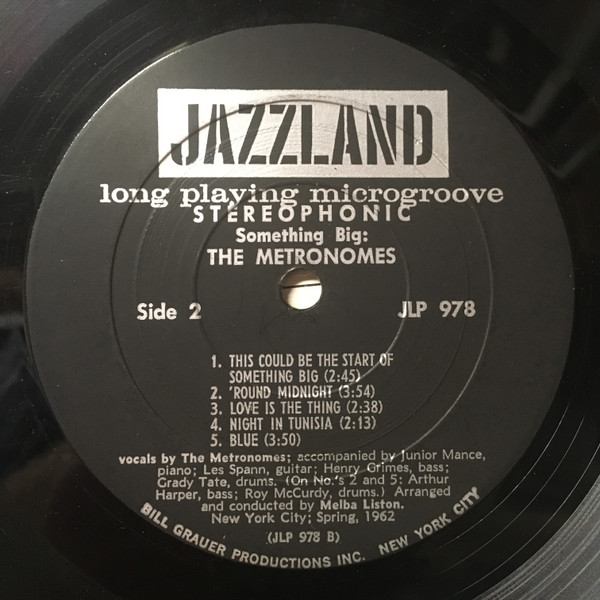 JAZZLAND
long playing microgroove
STEREOPHONIC
Something Big:
THE METRONOMES
Side 2
JLP 978
1. THIS COULD BE THE START OF
SOMETHING BIG (2:45)
2. 'ROUND MIDNIGHT (3:54)
3. LOVE IS THE THING (2:38)
4. NIGHT IN TUNISIA (2:13)
5. BLUE (3:50)
vocals by The Metronomes; accompanied by Junior Mance,
piano; Les Spann, guitar; Henry Grimes, bass;
Grady Tate, drums. (On No.'s 2 and 5: Arthur
Harper, bass; Roy McCurdy, drums.) Arranged
and conducted by Melba Liston.
New York City; Spring, 1962
(JLP 978 B)
BILL GRAUER PRODUCTIONS INC. NEW YORK CITY